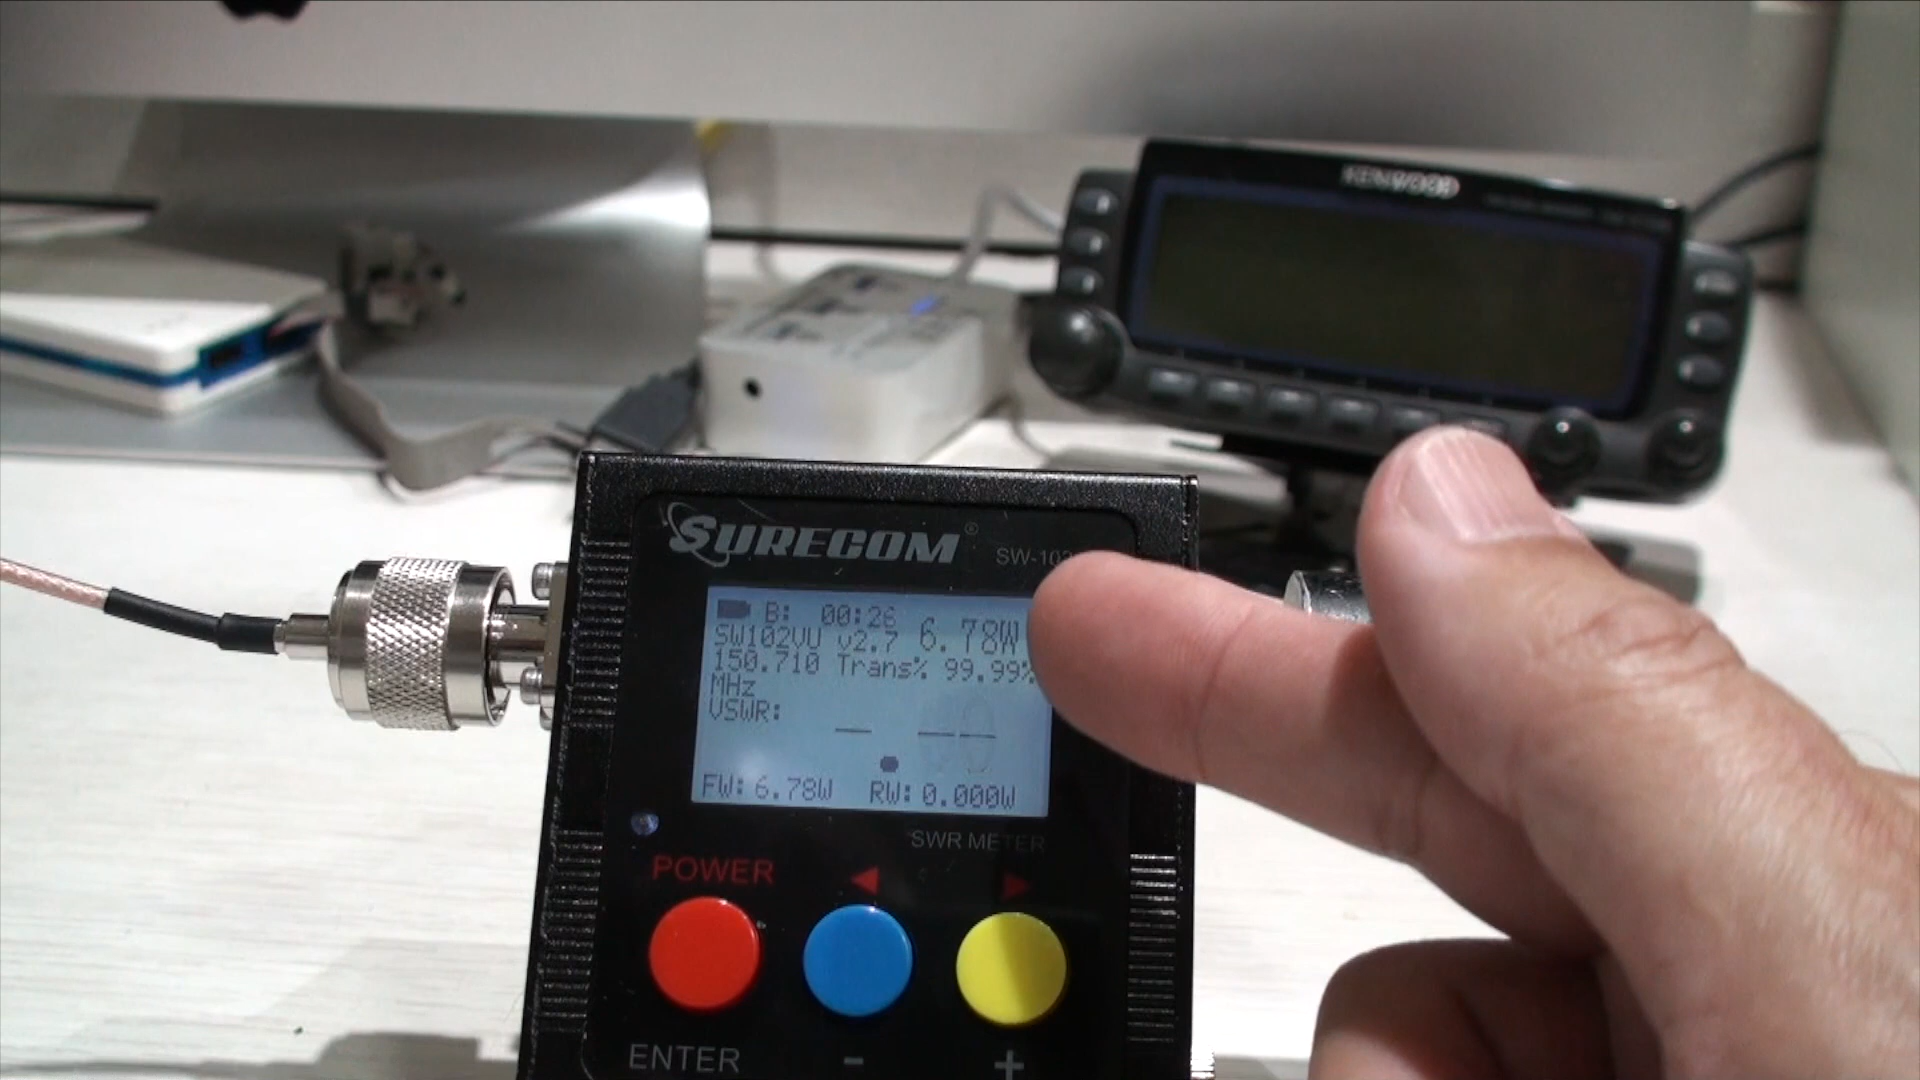 KENWOOD
SURECOM®
SW-102
B: 00:26
SW102VU v2.7 6.78W
150.710 Trans% 99.99%
MHz
VSWR:
FW: 6.78W RW: 0.000W
SWR METER
POWER
ENTER - +